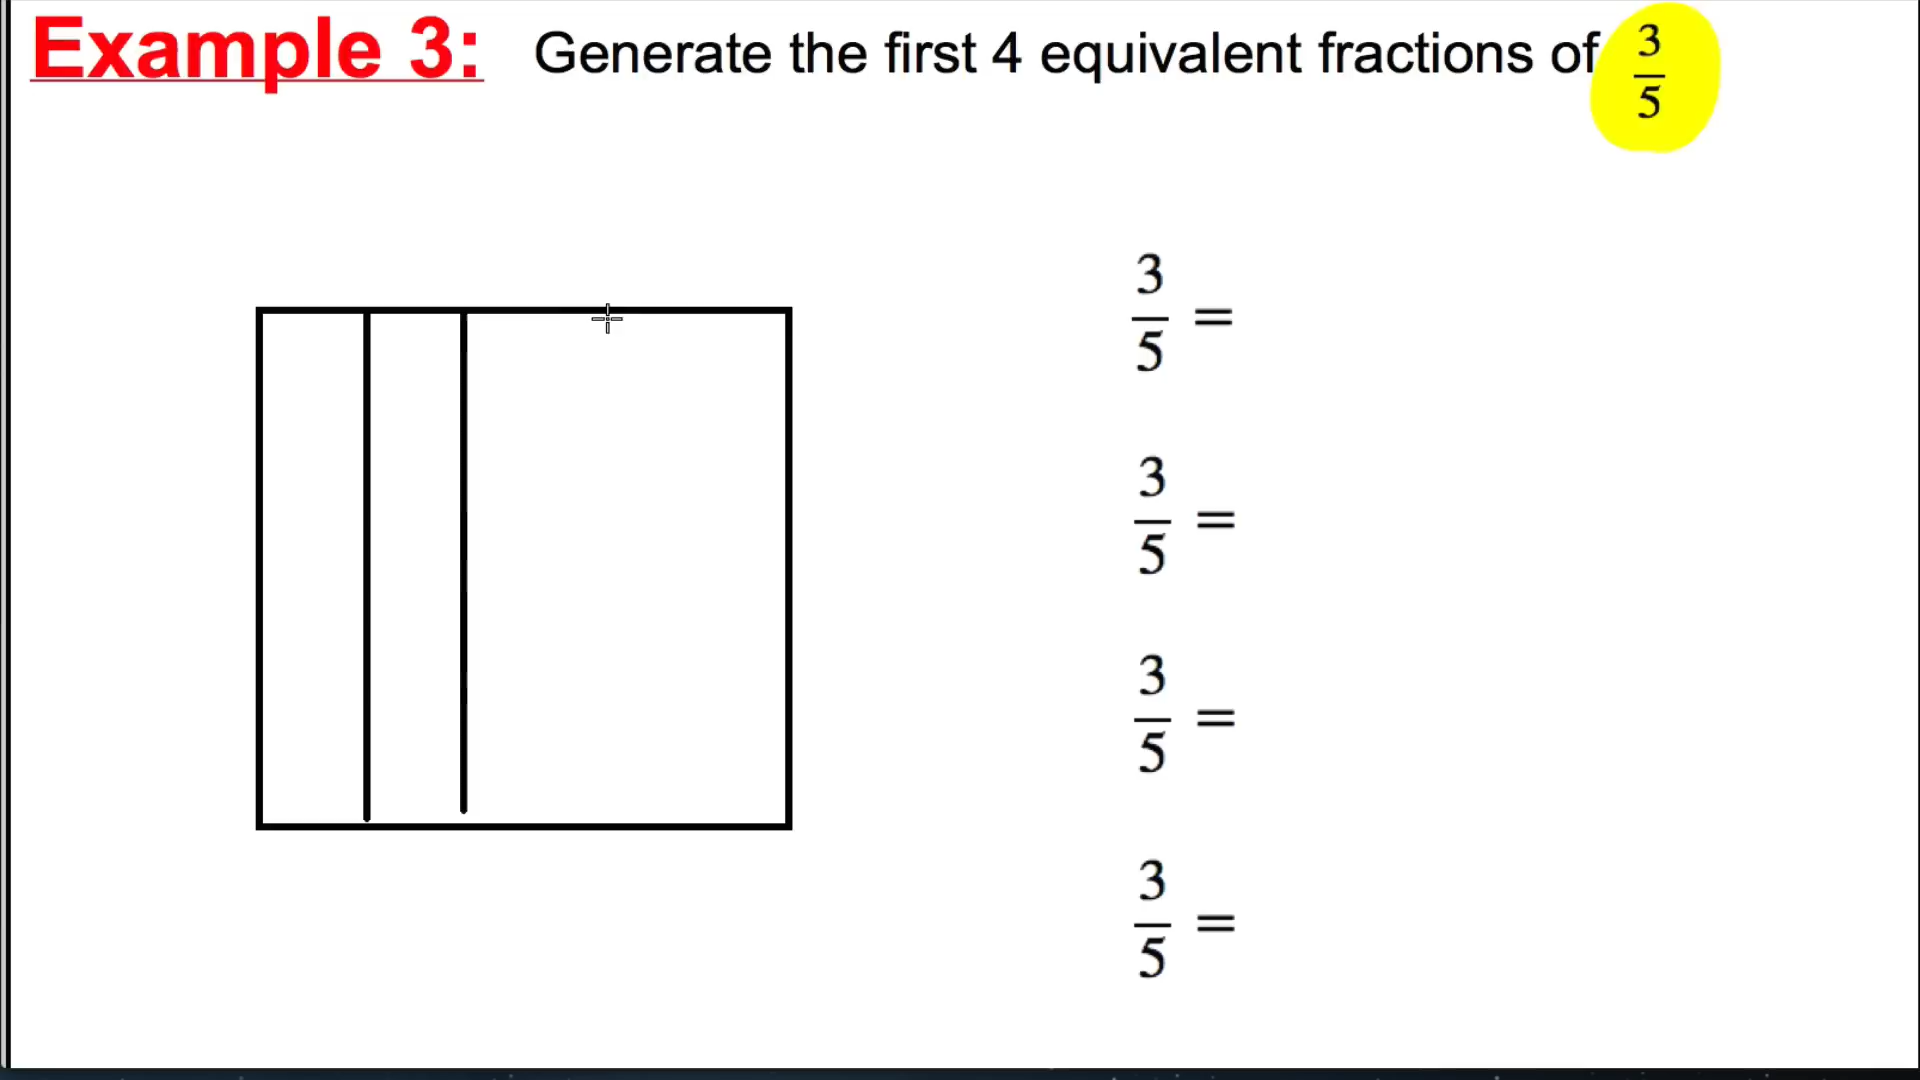 Example 3: Generate the first 4 equivalent fractions of 3/5
3/5 =
3/5 =
3/5 =
3/5 =